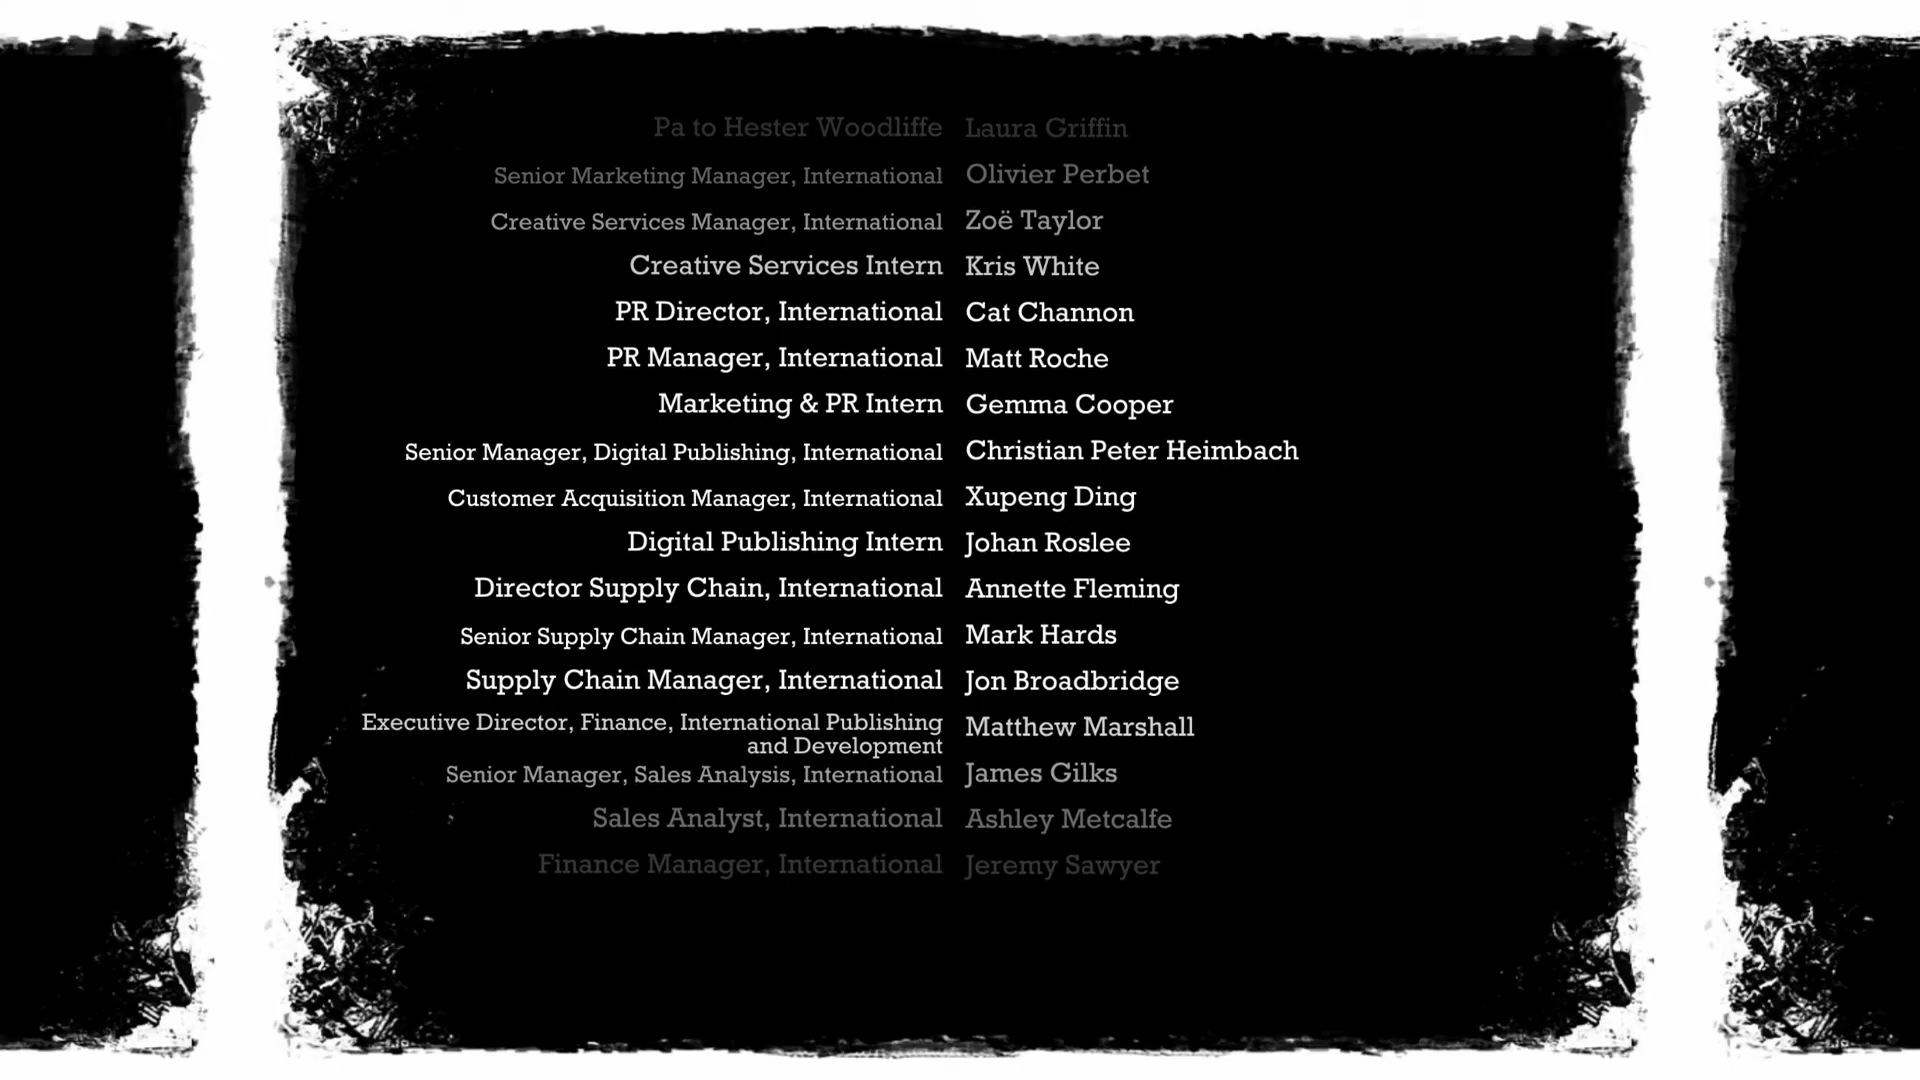 Pa to Hester Woodliffe Laura Griffin
Senior Marketing Manager, International Olivier Perbet
Creative Services Manager, International Zoë Taylor
Creative Services Intern Kris White
PR Director, International Cat Channon
PR Manager, International Matt Roche
Marketing & PR Intern Gemma Cooper
Senior Manager, Digital Publishing, International Christian Peter Heimbach
Customer Acquisition Manager, International Xupeng Ding
Digital Publishing Intern Johan Roslee
Director Supply Chain, International Annette Fleming
Senior Supply Chain Manager, International Mark Hards
Supply Chain Manager, International Jon Broadbridge
Executive Director, Finance, International Publishing
and Development Matthew Marshall
Senior Manager, Sales Analysis, International James Gilks
Sales Analyst, International Ashley Metcalfe
Finance Manager, International Jeremy Sawyer